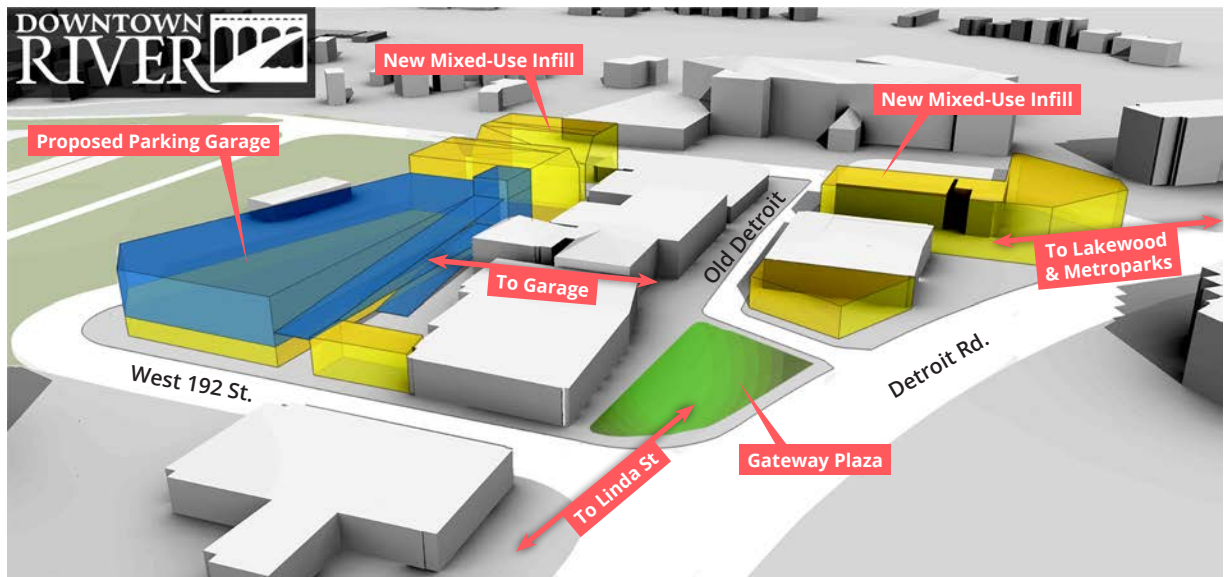 DOWNTOWN
RIVER
New Mixed-Use Infill
New Mixed-Use Infill
Proposed Parking Garage
Old Detroit
To Lakewood
& Metroparks
To Garage
West 192 St.
Detroit Rd.
Gateway Plaza
To Linda St